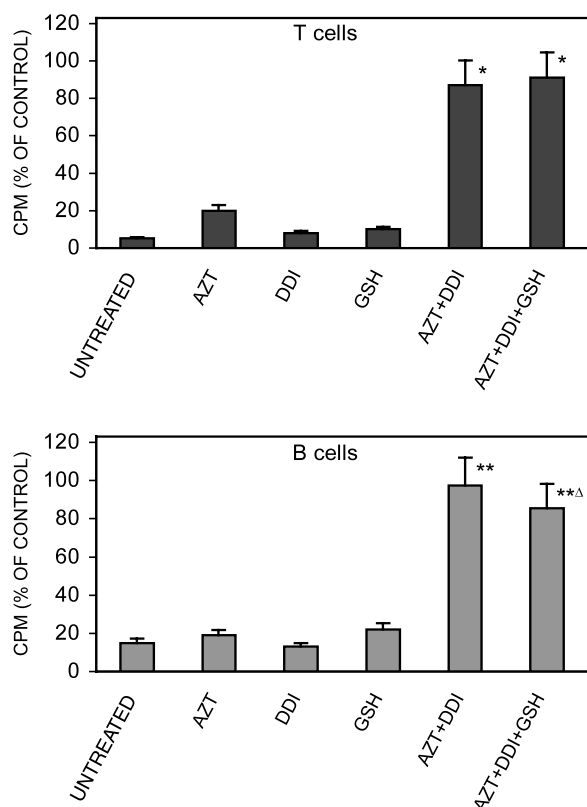 T cells
CPM (% OF CONTROL)
120
100
80
60
40
20
0
*
*
UNTREATED
AZT
DDI
GSH
AZT+DDI
AZT+DDI+GSH
B cells
CPM (% OF CONTROL)
120
100
80
60
40
20
0
**
**Δ
UNTREATED
AZT
DDI
GSH
AZT+DDI
AZT+DDI+GSH